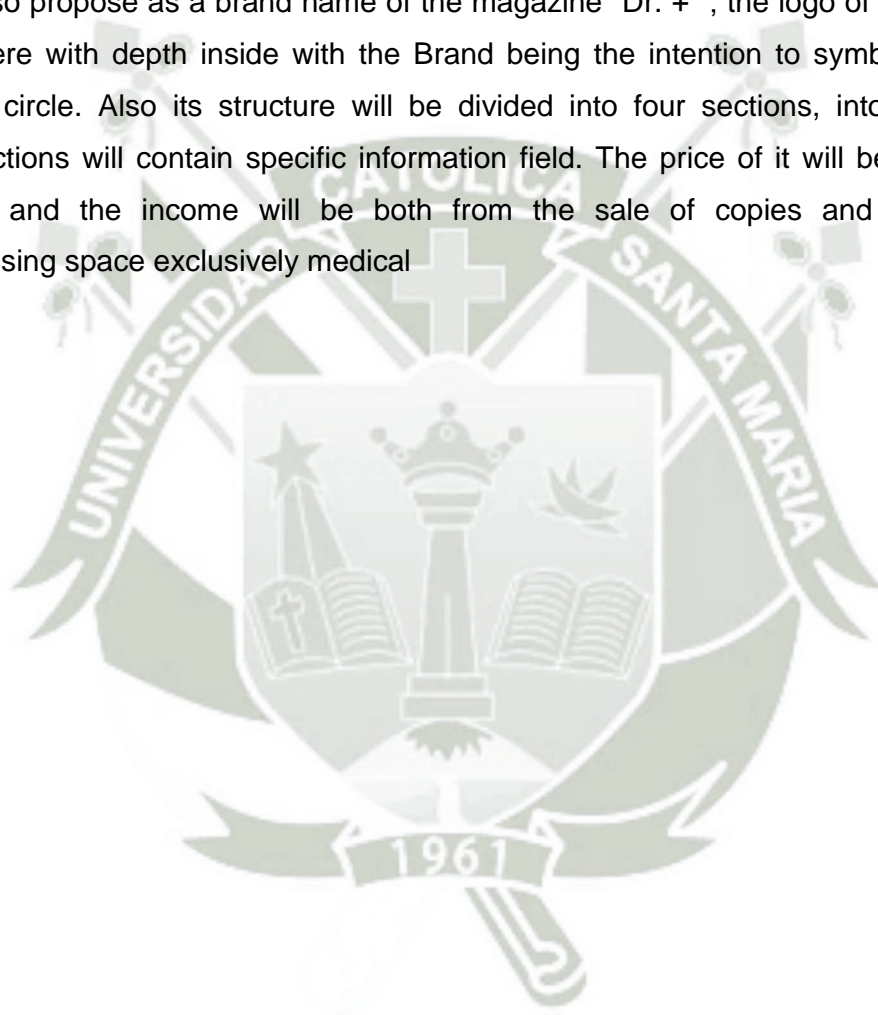 so propose as a brand name of the magazine "Dr. + ", the logo of
ere with depth inside with the Brand being the intention to symb
circle. Also its structure will be divided into four sections, into
ctions will contain specific information field. The price of it will be
and the income will be both from the sale of copies and
sing space exclusively medical
UNIVERSIDAD CATOLICA SANTA MARIA
1961